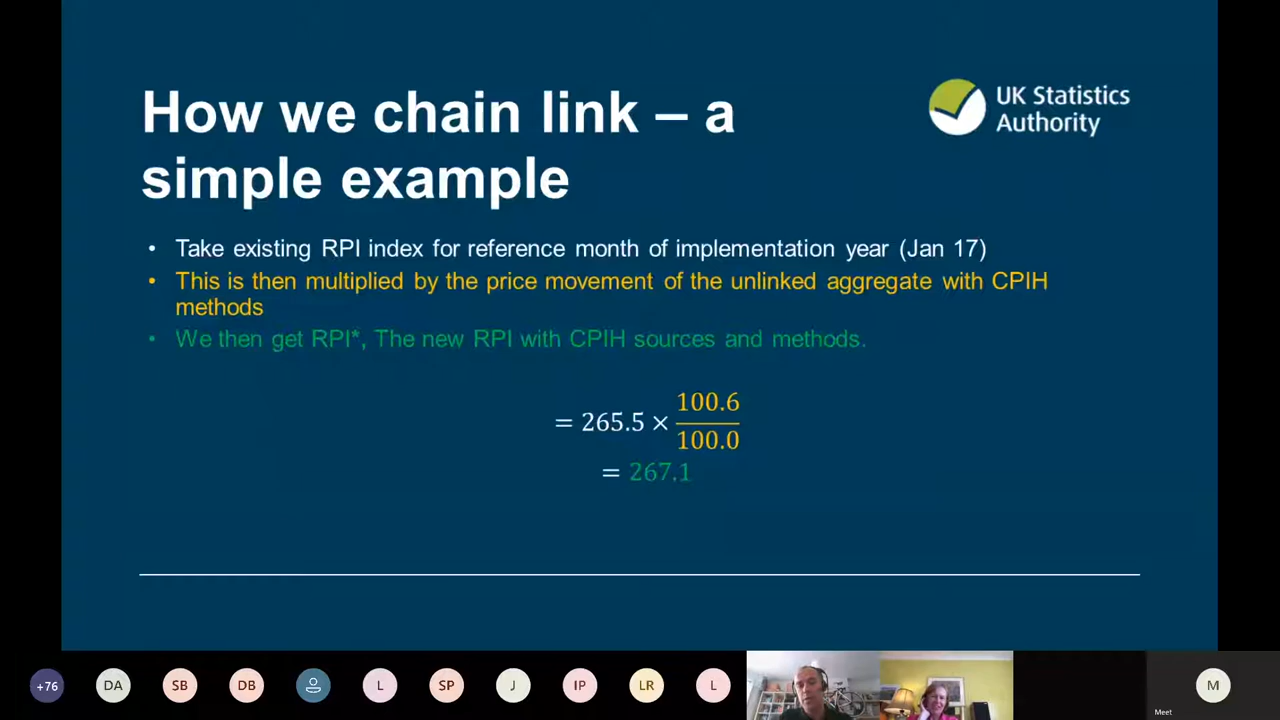 How we chain link – a
simple example
UK Statistics
Authority
• Take existing RPI index for reference month of implementation year (Jan 17)
• This is then multiplied by the price movement of the unlinked aggregate with CPIH
methods
• We then get RPI*, The new RPI with CPIH sources and methods.
= 265.5 × 100.6/100.0
= 267.1
+76 DA SB DB L SP J IP LR L M
Meet